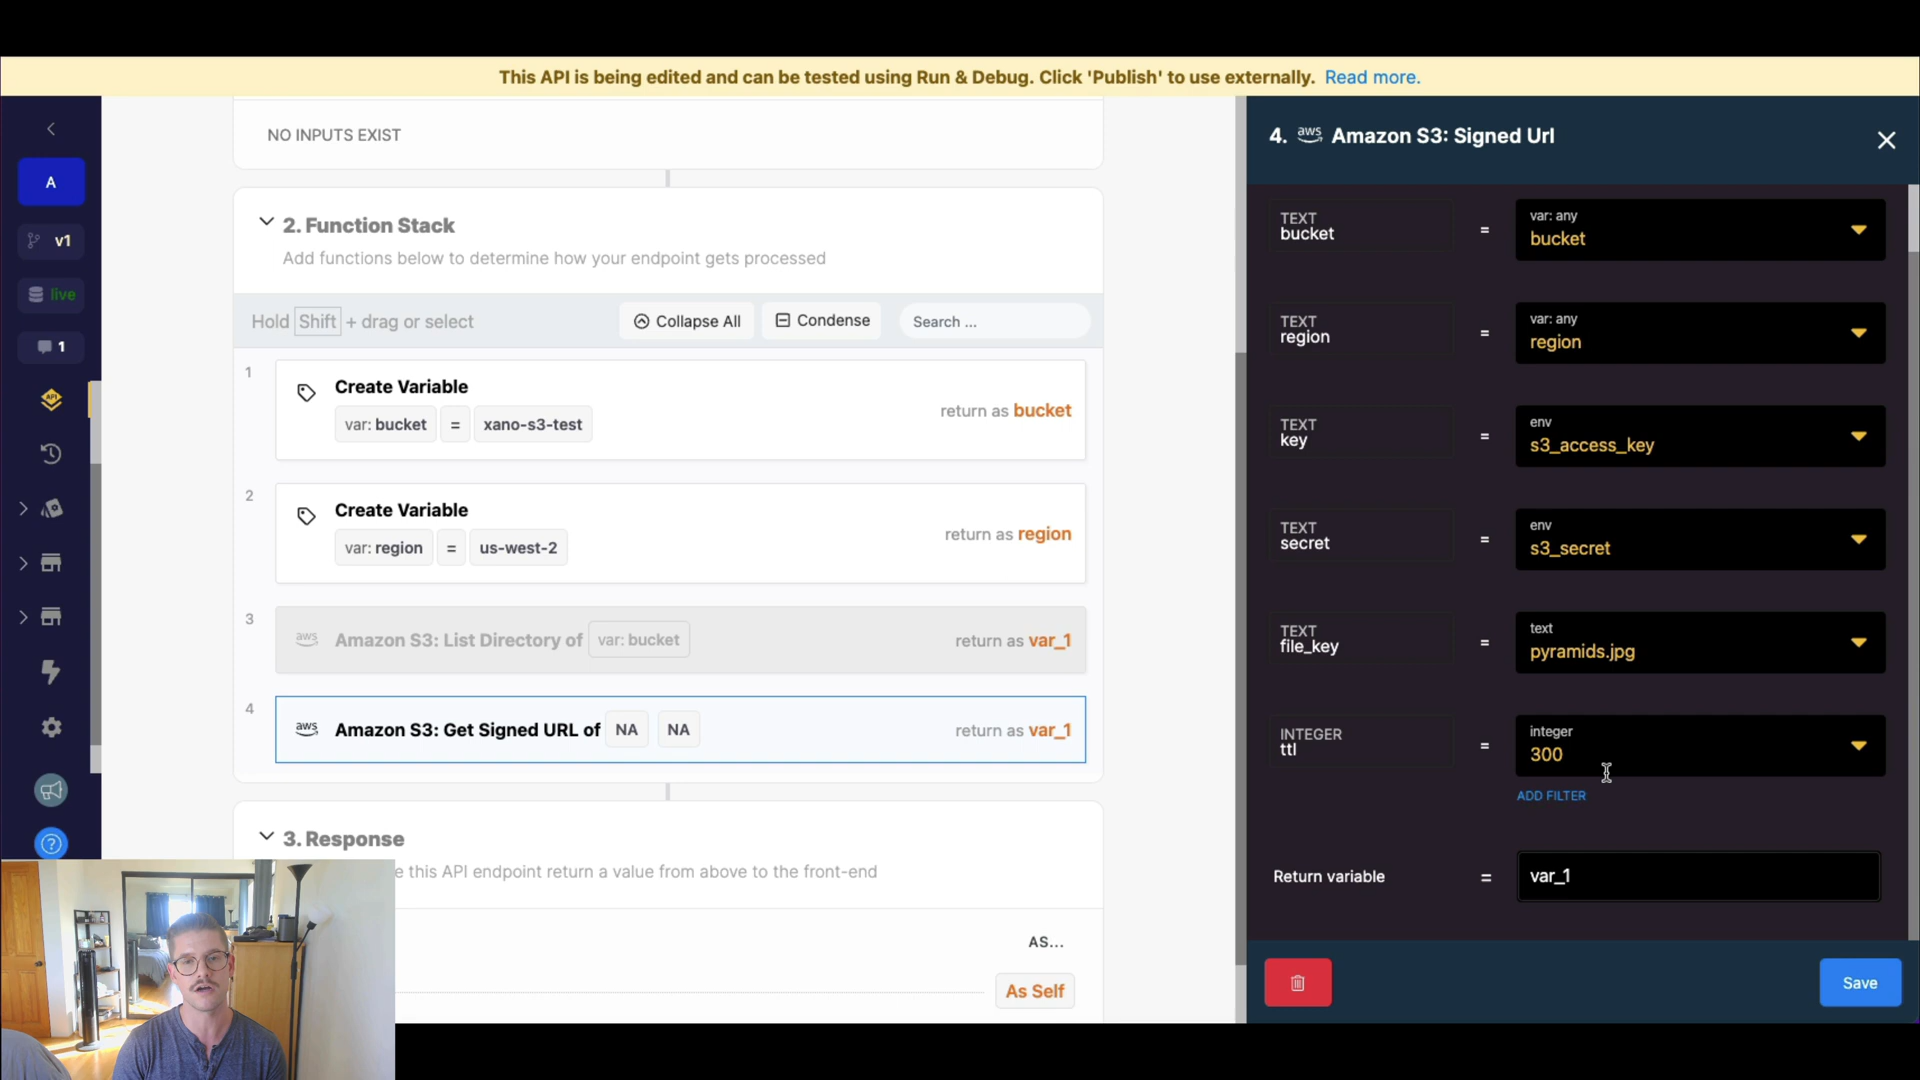 This API is being edited and can be tested using Run & Debug. Click 'Publish' to use externally. Read more.
A
v1
live
1
API
NO INPUTS EXIST
2. Function Stack
Add functions below to determine how your endpoint gets processed
Hold Shift + drag or select
Collapse All
Condense
Search ...
1
Create Variable
var: bucket = xano-s3-test
return as bucket
2
Create Variable
var: region = us-west-2
return as region
3
aws Amazon S3: List Directory of var: bucket
return as var_1
4
aws Amazon S3: Get Signed URL of NA NA
return as var_1
3. Response
e this API endpoint return a value from above to the front-end
AS...
As Self
4. aws Amazon S3: Signed Url
TEXT
bucket
=
var: any
bucket
TEXT
region
=
var: any
region
TEXT
key
=
env
s3_access_key
TEXT
secret
=
env
s3_secret
TEXT
file_key
=
text
pyramids.jpg
INTEGER
ttl
=
integer
300
ADD FILTER
Return variable = var_1
Save